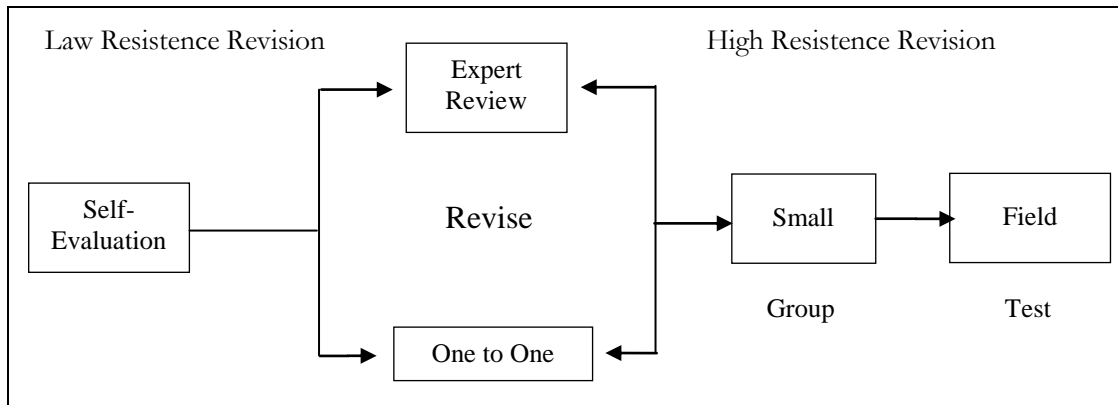 Law Resistence Revision
High Resistence Revision
Expert
Review
Self-
Evaluation
Revise
Small
Field
Group
Test
One to One